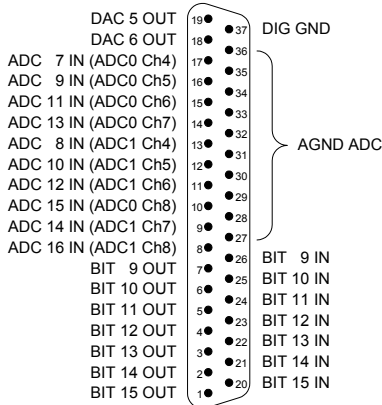 DAC 5 OUT 19
DAC 6 OUT 18
ADC 7 IN (ADC0 Ch4) 17
ADC 9 IN (ADC0 Ch5) 16
ADC 11 IN (ADC0 Ch6) 15
ADC 13 IN (ADC0 Ch7) 14
ADC 8 IN (ADC1 Ch4) 13
ADC 10 IN (ADC1 Ch5) 12
ADC 12 IN (ADC1 Ch6) 11
ADC 15 IN (ADC0 Ch8) 10
ADC 14 IN (ADC1 Ch7) 9
ADC 16 IN (ADC1 Ch8) 8
BIT 9 OUT 7
BIT 10 OUT 6
BIT 11 OUT 5
BIT 12 OUT 4
BIT 13 OUT 3
BIT 14 OUT 2
BIT 15 OUT 1
37 DIG GND
36
35
34
33
32
31
30
29
28
27
AGND ADC
26 BIT 9 IN
25 BIT 10 IN
24 BIT 11 IN
23 BIT 12 IN
22 BIT 13 IN
21 BIT 14 IN
20 BIT 15 IN